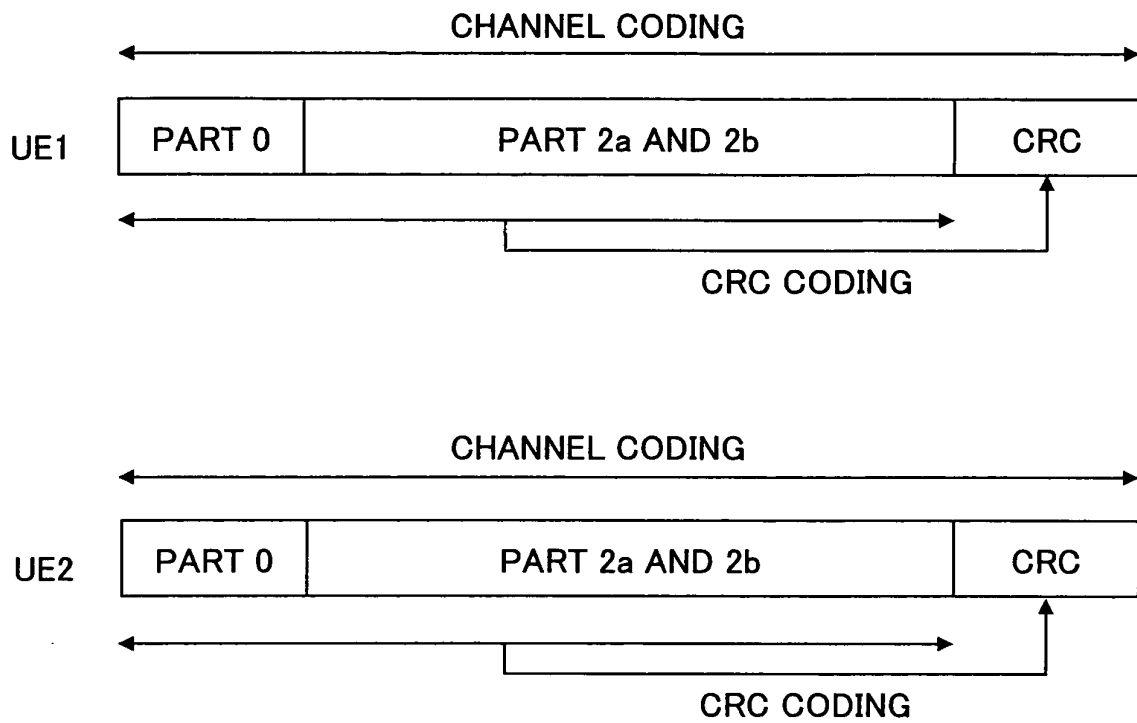 CHANNEL CODING
UE1 PART 0 PART 2a AND 2b CRC
CRC CODING
CHANNEL CODING
UE2 PART 0 PART 2a AND 2b CRC
CRC CODING